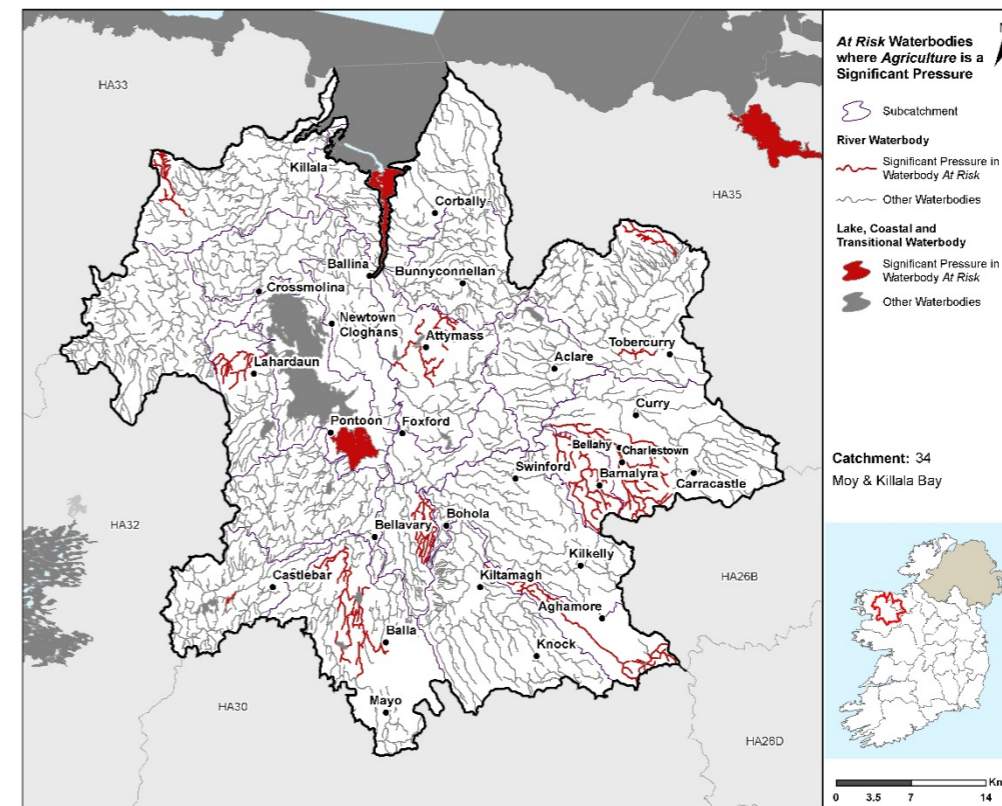 HA33
HA35
HA32
HA26B
HA30
HA26D
Killala
Corbally
Ballina
Bunnyconnellan
Crossmolina
Newtown
Cloghans
Attymass
Lahardaun
Aclare
Tobercurry
Curry
Pontoon
Foxford
Bellahy
Charlestown
Swinford
Barnalyra
Carracastle
Bohola
Bellavary
Kilkelly
Castlebar
Kiltamagh
Aghamore
Balla
Knock
Mayo
At Risk Waterbodies
where Agriculture is a
Significant Pressure
Subcatchment
River Waterbody
Significant Pressure in
Waterbody At Risk
Other Waterbodies
Lake, Coastal and
Transitional Waterbody
Significant Pressure in
Waterbody At Risk
Other Waterbodies
Catchment: 34
Moy & Killala Bay
Km
0 3.5 7 14